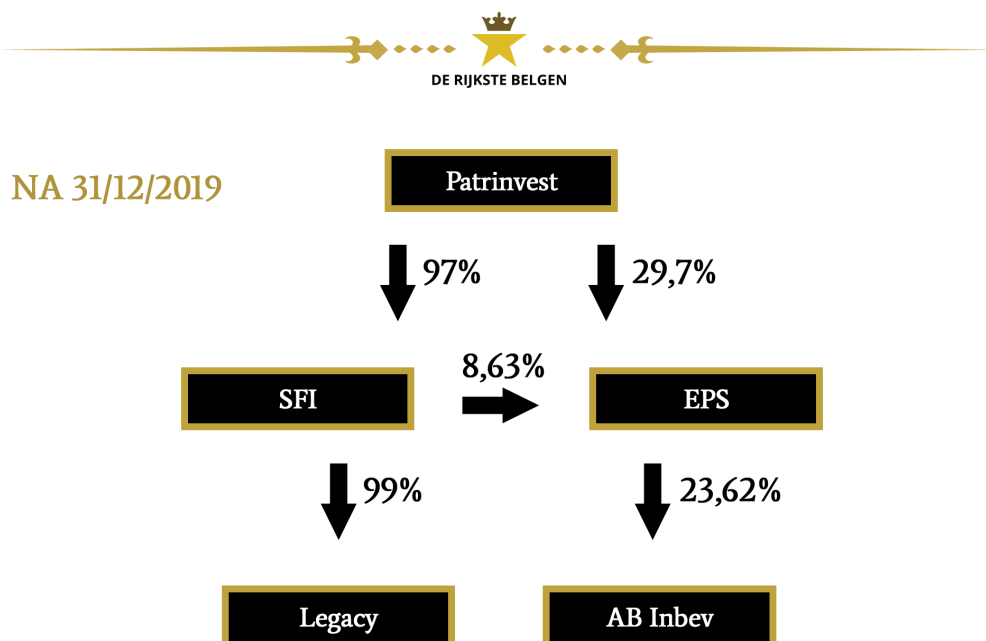 DE RIJKSTE BELGEN
NA 31/12/2019
Patrinvest
97%
29,7%
8,63%
SFI
EPS
99%
23,62%
Legacy
AB Inbev